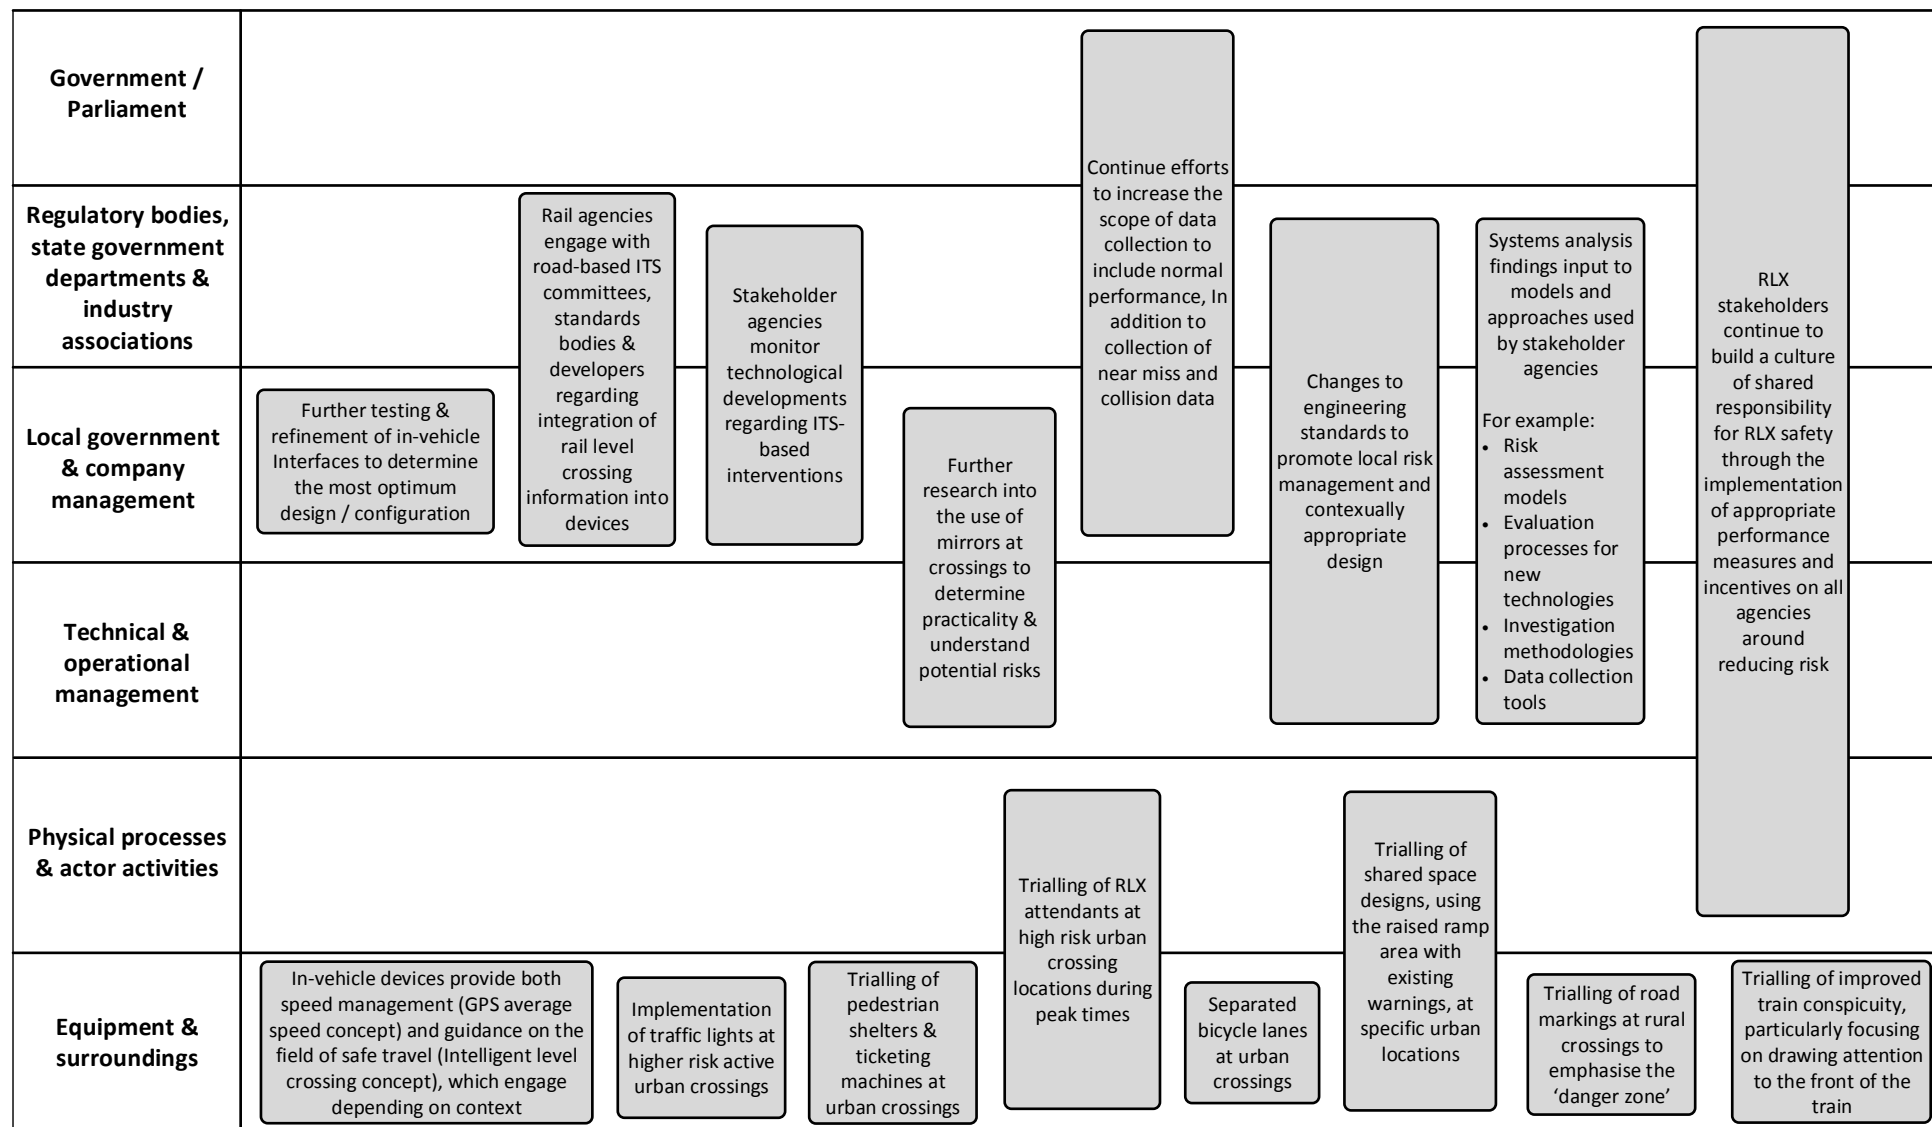 Government /
Parliament
Regulatory bodies,
state government
departments &
industry
associations
Local government
& company
management
Technical &
operational
management
Physical processes
& actor activities
Equipment &
surroundings
Further testing &
refinement of in-vehicle
Interfaces to determine
the most optimum
design / configuration
Rail agencies
engage with
road-based ITS
committees,
standards
bodies &
developers
regarding
integration of
rail level
crossing
information into
devices
Stakeholder
agencies
monitor
technological
developments
regarding ITS-
based
interventions
Further
research into
the use of
mirrors at
crossings to
determine
practicality &
understand
potential risks
Continue efforts
to increase the
scope of data
collection to
include normal
performance, In
addition to
collection of
near miss and
collision data
Changes to
engineering
standards to
promote local risk
management and
contexually
appropriate
design
Systems analysis
findings input to
models and
approaches used
by stakeholder
agencies
For example:
• Risk
assessment
models
• Evaluation
processes for
new
technologies
• Investigation
methodologies
• Data collection
tools
RLX
stakeholders
continue to
build a culture
of shared
responsibility
for RLX safety
through the
implementation
of appropriate
performance
measures and
incentives on all
agencies
around
reducing risk
In-vehicle devices provide both
speed management (GPS average
speed concept) and guidance on the
field of safe travel (Intelligent level
crossing concept), which engage
depending on context
Implementation
of traffic lights at
higher risk active
urban crossings
Trialling of
pedestrian
shelters &
ticketing
machines at
urban crossings
Trialling of RLX
attendants at
high risk urban
crossing
locations during
peak times
Separated
bicycle lanes
at urban
crossings
Trialling of
shared space
designs, using
the raised ramp
area with
existing
warnings, at
specific urban
locations
Trialling of road
markings at rural
crossings to
emphasise the
‘danger zone’
Trialling of improved
train conspicuity,
particularly focusing
on drawing attention
to the front of the
train